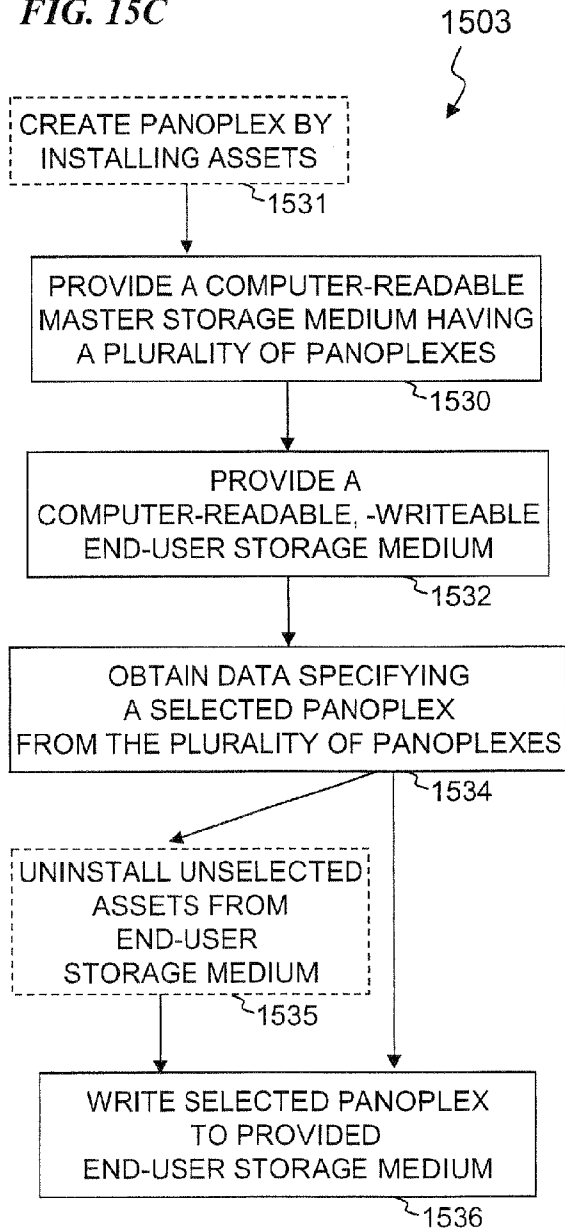 FIG. 15C
1503
CREATE PANOPLEX BY
INSTALLING ASSETS
1531
PROVIDE A COMPUTER-READABLE
MASTER STORAGE MEDIUM HAVING
A PLURALITY OF PANOPLEXES
1530
PROVIDE A
COMPUTER-READABLE, -WRITEABLE
END-USER STORAGE MEDIUM
1532
OBTAIN DATA SPECIFYING
A SELECTED PANOPLEX
FROM THE PLURALITY OF PANOPLEXES
1534
UNINSTALL UNSELECTED
ASSETS FROM
END-USER
STORAGE MEDIUM
1535
WRITE SELECTED PANOPLEX
TO PROVIDED
END-USER STORAGE MEDIUM
1536